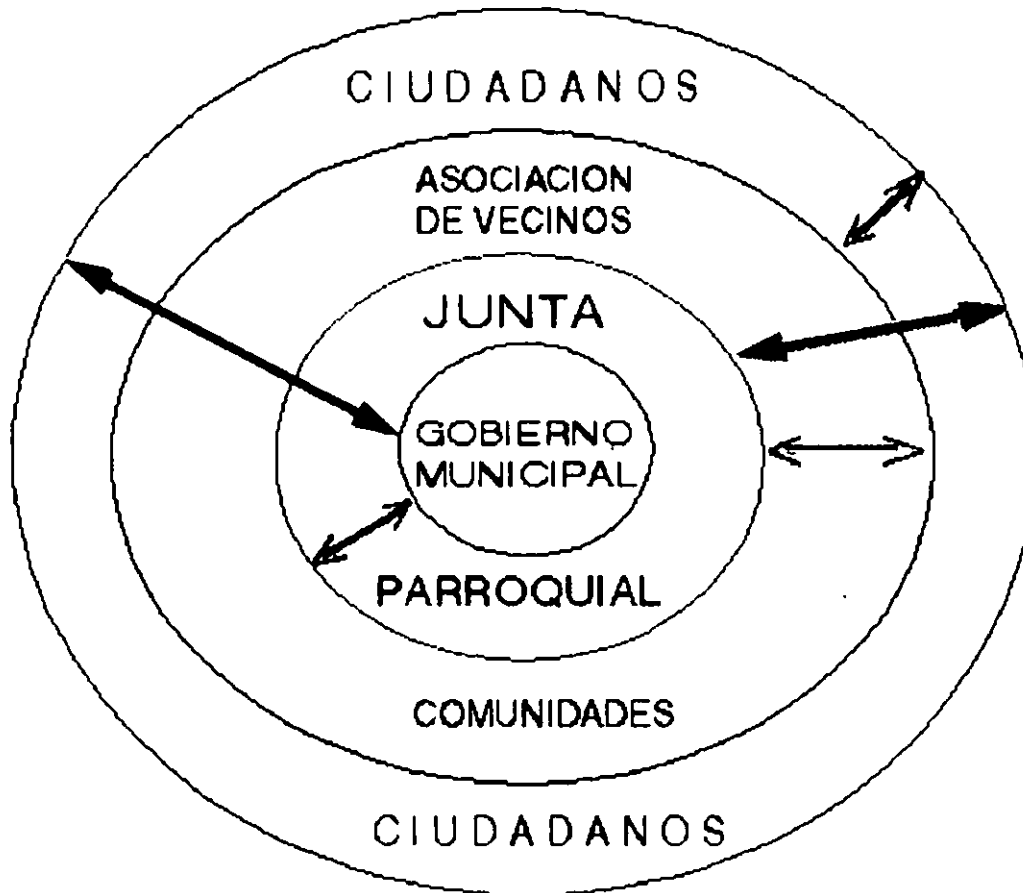 CIUDADANOS
ASOCIACION
DE VECINOS
JUNTA
GOBIERNO
MUNICIPAL
PARROQUIAL
COMUNIDADES
CIUDADANOS